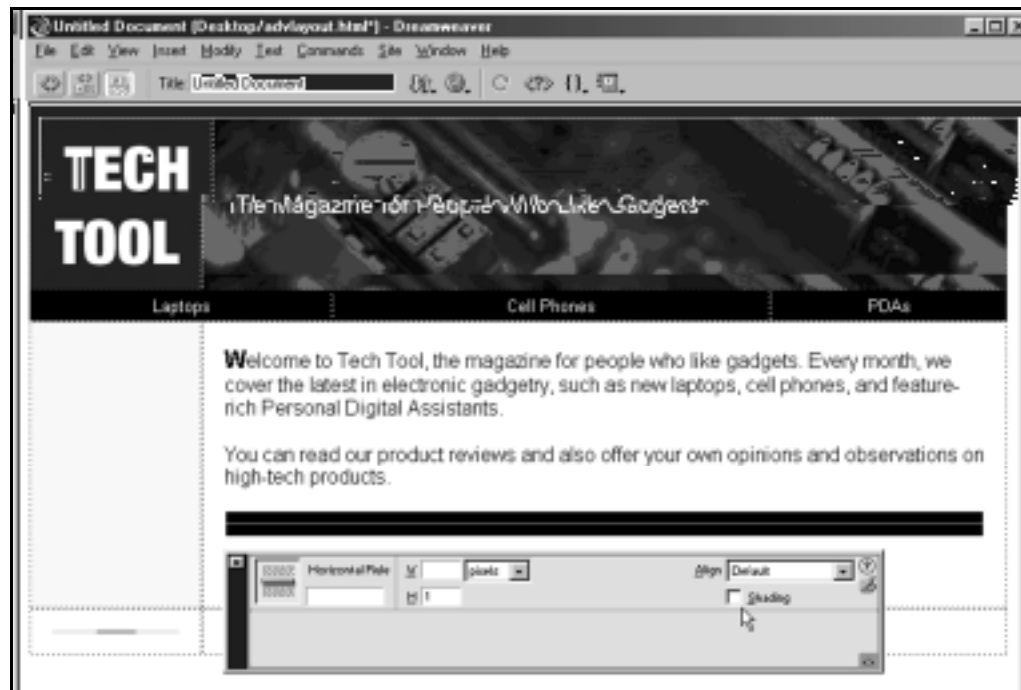 Untitled Document (Desktop/advlayout.html*) - Dreamweaver
File Edit View Insert Modify Text Commands Site Window Help
Title: Untitled Document
TECH
TOOL
The Magazine for People Who Like Gadgets
Laptops Cell Phones PDAs
Welcome to Tech Tool, the magazine for people who like gadgets. Every month, we
cover the latest in electronic gadgetry, such as new laptops, cell phones, and feature-
rich Personal Digital Assistants.
You can read our product reviews and also offer your own opinions and observations on
high-tech products.
Horizontal Rule W pixels Align Default
H 1 Shading